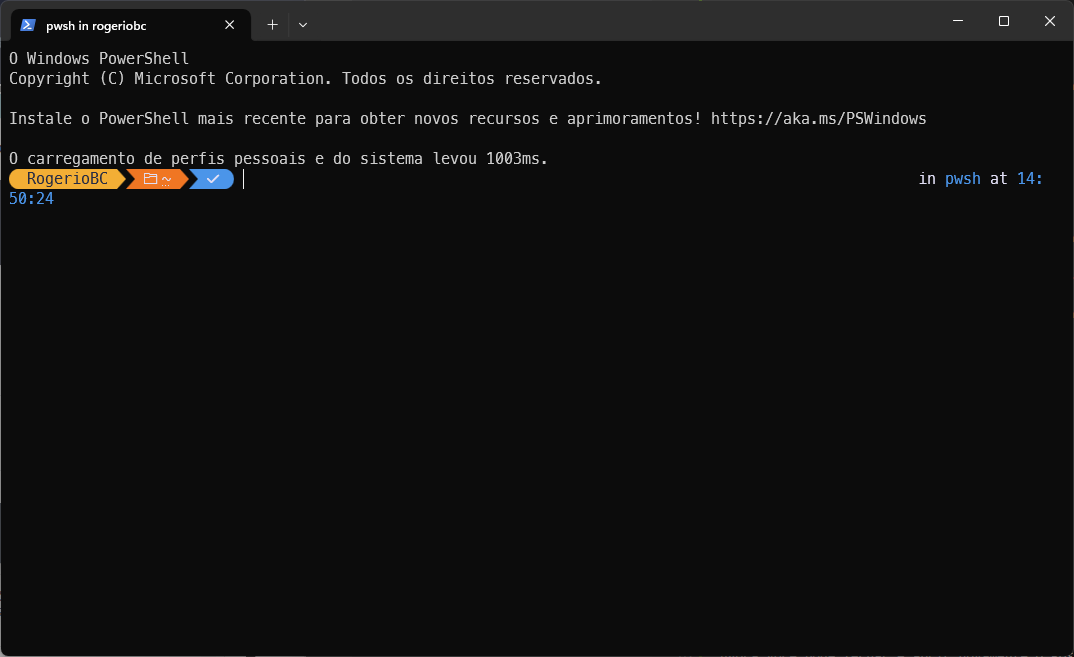 pwsh in rogeriobc
O Windows PowerShell
Copyright (C) Microsoft Corporation. Todos os direitos reservados.
Instale o PowerShell mais recente para obter novos recursos e aprimoramentos! https://aka.ms/PSWindows
O carregamento de perfis pessoais e do sistema levou 1003ms.
RogerioBC ~ in pwsh at 14:
50:24